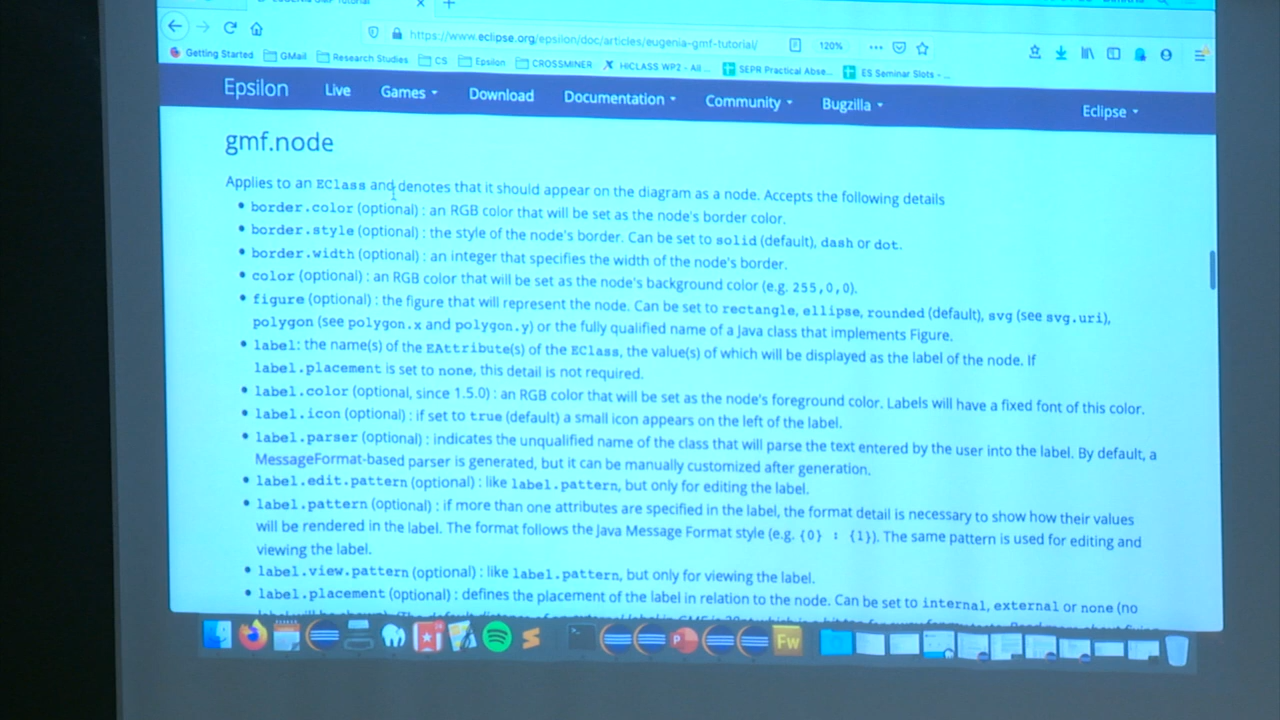 https://www.eclipse.org/epsilon/doc/articles/eugenia-gmf-tutorial/ 120%
Getting Started GMail Research Studies CS Epsilon CROSSMINER HICLASS WP2 - All ... SEPR Practical Abse... ES Seminar Slots - ...
Epsilon Live Games Download Documentation Community Bugzilla Eclipse
gmf.node
Applies to an EClass and denotes that it should appear on the diagram as a node. Accepts the following details
• border.color (optional) : an RGB color that will be set as the node's border color.
• border.style (optional) : the style of the node's border. Can be set to solid (default), dash or dot.
• border.width (optional) : an integer that specifies the width of the node's border.
• color (optional) : an RGB color that will be set as the node's background color (e.g. 255,0,0).
• figure (optional) : the figure that will represent the node. Can be set to rectangle, ellipse, rounded (default), svg (see svg.uri),
polygon (see polygon.x and polygon.y) or the fully qualified name of a Java class that implements Figure.
• label: the name(s) of the EAttribute(s) of the EClass, the value(s) of which will be displayed as the label of the node. If
label.placement is set to none, this detail is not required.
• label.color (optional, since 1.5.0) : an RGB color that will be set as the node's foreground color. Labels will have a fixed font of this color.
• label.icon (optional) : if set to true (default) a small icon appears on the left of the label.
• label.parser (optional) : indicates the unqualified name of the class that will parse the text entered by the user into the label. By default, a
MessageFormat-based parser is generated, but it can be manually customized after generation.
• label.edit.pattern (optional) : like label.pattern, but only for editing the label.
• label.pattern (optional) : if more than one attributes are specified in the label, the format detail is necessary to show how their values
will be rendered in the label. The format follows the Java Message Format style (e.g. {0} : {1}). The same pattern is used for editing and
viewing the label.
• label.view.pattern (optional) : like label.pattern, but only for viewing the label.
• label.placement (optional) : defines the placement of the label in relation to the node. Can be set to internal, external or none (no
Fw